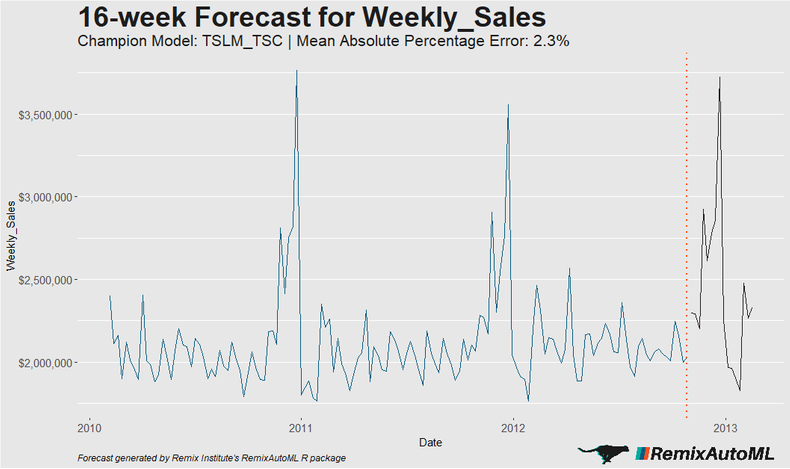 16-week Forecast for Weekly_Sales
Champion Model: TSLM_TSC | Mean Absolute Percentage Error: 2.3%
$3,500,000
$3,000,000
$2,500,000
$2,000,000
Weekly_Sales
2010
2011
2012
2013
Date
Forecast generated by Remix Institute's RemixAutoML R package
RemixAutoML